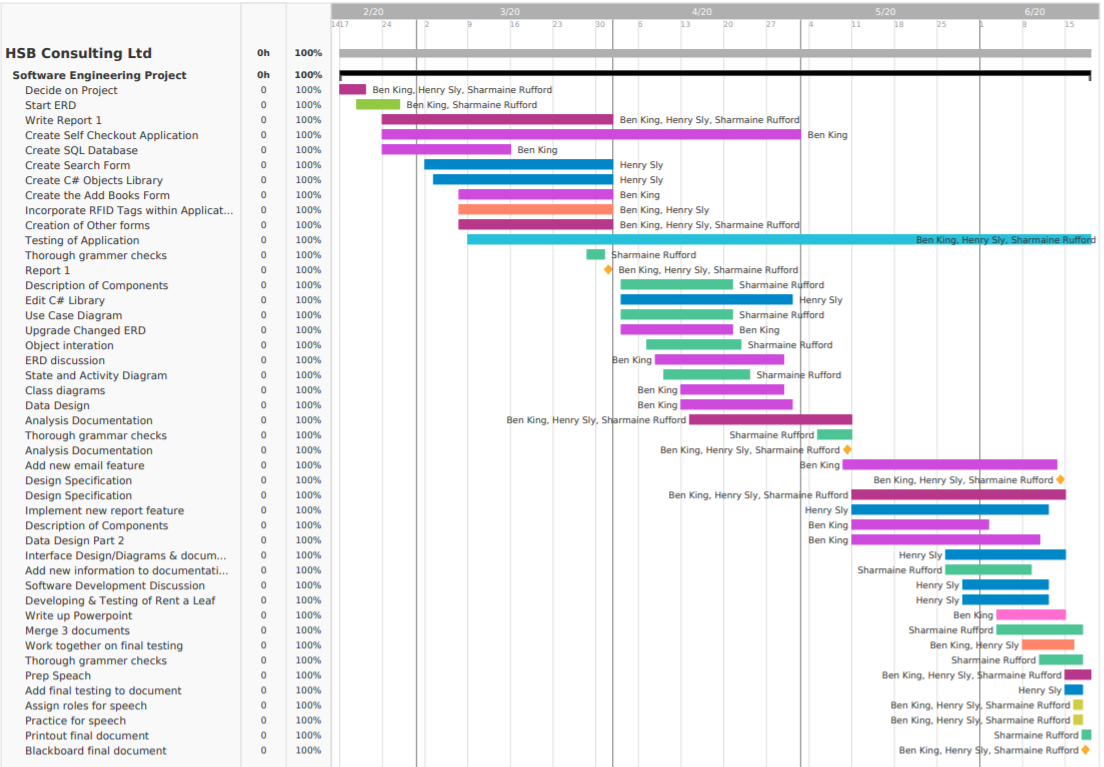 2/20 3/20 4/20 5/20 6/20
14 17 24 2 9 16 23 30 6 13 20 27 4 11 18 25 1 8 15
HSB Consulting Ltd 0h 100%
Software Engineering Project 0h 100%
Decide on Project 0 100% Ben King, Henry Sly, Sharmaine Rufford
Start ERD 0 100% Ben King, Sharmaine Rufford
Write Report 1 0 100% Ben King, Henry Sly, Sharmaine Rufford
Create Self Checkout Application 0 100% Ben King
Create SQL Database 0 100% Ben King
Create Search Form 0 100% Henry Sly
Create C# Objects Library 0 100% Henry Sly
Create the Add Books Form 0 100% Ben King
Incorporate RFID Tags within Applicat... 0 100% Ben King, Henry Sly
Creation of Other forms 0 100% Ben King, Henry Sly, Sharmaine Rufford
Testing of Application 0 100% Ben King, Henry Sly, Sharmaine Rufford
Thorough grammer checks 0 100% Sharmaine Rufford
Report 1 0 100% Ben King, Henry Sly, Sharmaine Rufford
Description of Components 0 100% Sharmaine Rufford
Edit C# Library 0 100% Henry Sly
Use Case Diagram 0 100% Sharmaine Rufford
Upgrade Changed ERD 0 100% Ben King
Object interation 0 100% Sharmaine Rufford
ERD discussion 0 100% Ben King
State and Activity Diagram 0 100% Sharmaine Rufford
Class diagrams 0 100% Ben King
Data Design 0 100% Ben King
Analysis Documentation 0 100% Ben King, Henry Sly, Sharmaine Rufford
Thorough grammar checks 0 100% Sharmaine Rufford
Analysis Documentation 0 100% Ben King, Henry Sly, Sharmaine Rufford
Add new email feature 0 100% Ben King
Design Specification 0 100% Ben King, Henry Sly, Sharmaine Rufford
Design Specification 0 100% Ben King, Henry Sly, Sharmaine Rufford
Implement new report feature 0 100% Henry Sly
Description of Components 0 100% Ben King
Data Design Part 2 0 100% Ben King
Interface Design/Diagrams & docum... 0 100% Henry Sly
Add new information to documentati... 0 100% Sharmaine Rufford
Software Development Discussion 0 100% Henry Sly
Developing & Testing of Rent a Leaf 0 100% Henry Sly
Write up Powerpoint 0 100% Ben King
Merge 3 documents 0 100% Sharmaine Rufford
Work together on final testing 0 100% Ben King, Henry Sly
Thorough grammer checks 0 100% Sharmaine Rufford
Prep Speach 0 100% Ben King, Henry Sly, Sharmaine Rufford
Add final testing to document 0 100% Henry Sly
Assign roles for speech 0 100% Ben King, Henry Sly, Sharmaine Rufford
Practice for speech 0 100% Ben King, Henry Sly, Sharmaine Rufford
Printout final document 0 100% Sharmaine Rufford
Blackboard final document 0 100% Ben King, Henry Sly, Sharmaine Rufford